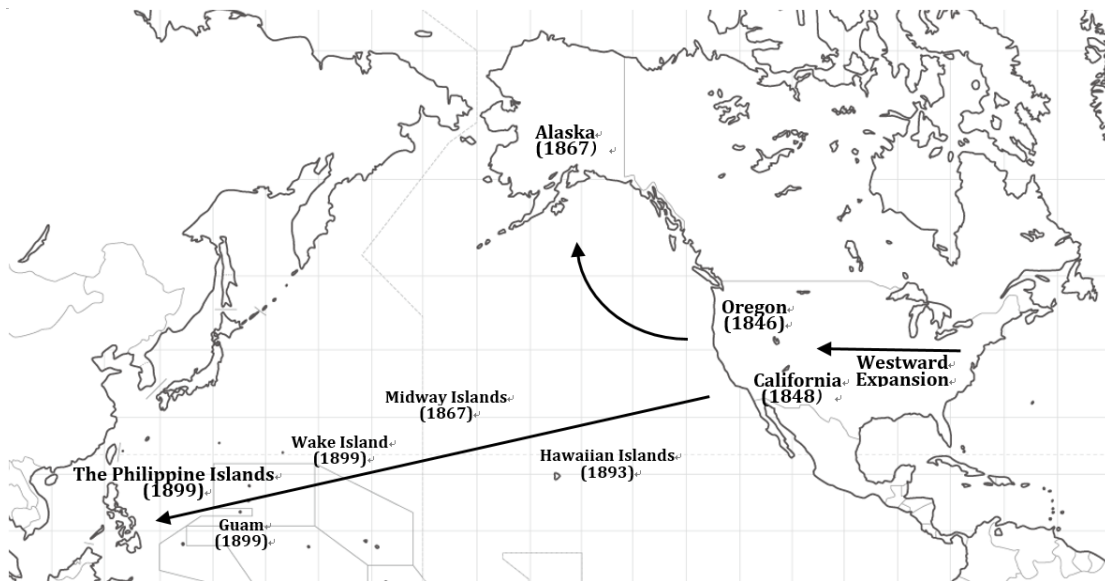 Alaska
(1867)
Oregon
(1846)
Westward
Expansion
California
(1848)
Midway Islands
(1867)
Wake Island
(1899)
Hawaiian Islands
(1893)
The Philippine Islands
(1899)
Guam
(1899)